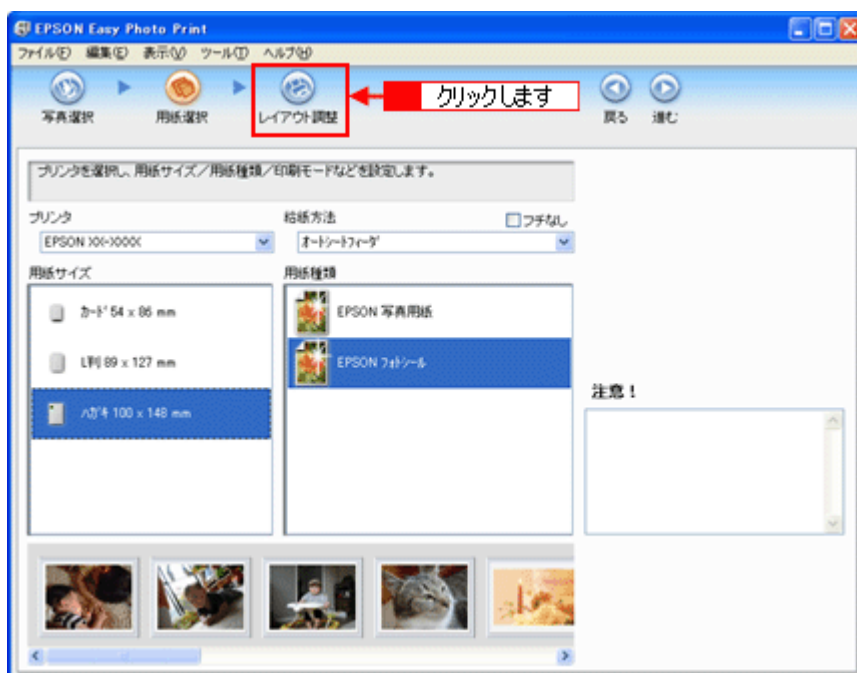 EPSON Easy Photo Print
ファイル(F) 編集(E) 表示(V) ツール(T) ヘルプ(H)
写真選択
用紙選択
レイアウト調整
クリックします
戻る
進む
プリンタを選択し、用紙サイズ/用紙種類/印刷モードなどを設定します。
プリンタ
EPSON XX-XXXX
給紙方法
フチなし
オートシートフィーダ
用紙サイズ
カード 54 x 86 mm
L判 89 x 127 mm
ハガキ 100 x 148 mm
用紙種類
EPSON 写真用紙
EPSON フォトシール
注意!